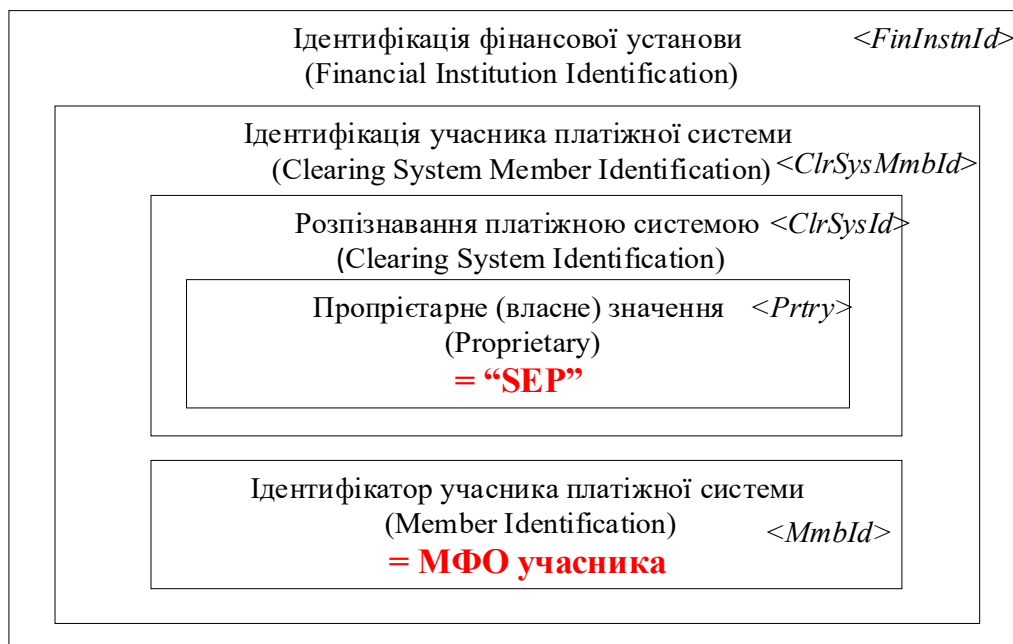 Ідентифікація фінансової установи <FinInstnId>
(Financial Institution Identification)
Ідентифікація учасника платіжної системи
(Clearing System Member Identification) <ClrSysMmbId>
Розпізнавання платіжною системою <ClrSysId>
(Clearing System Identification)
Пропрієтарне (власне) значення <Prtry>
(Proprietary)
= “SEP”
Ідентифікатор учасника платіжної системи
(Member Identification) <MmbId>
= МФО учасника